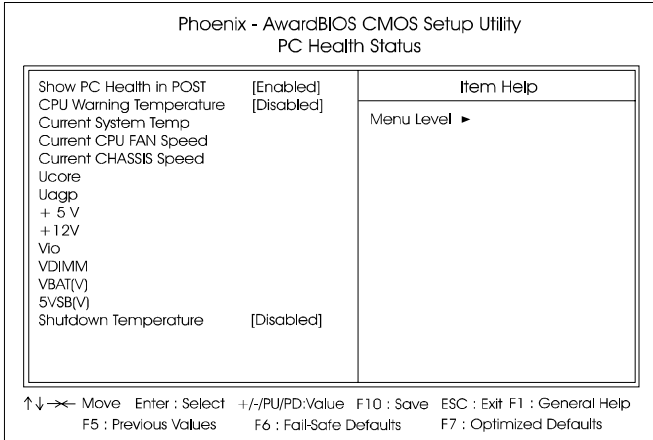 Phoenix - AwardBIOS CMOS Setup Utility
PC Health Status
Show PC Health in POST [Enabled]
CPU Warning Temperature [Disabled]
Current System Temp
Current CPU FAN Speed
Current CHASSIS Speed
Ucore
Uagp
+ 5 V
+12V
Vio
VDIMM
VBAT(V)
5VSB(V)
Shutdown Temperature [Disabled]
Item Help
Menu Level ►
↑↓→← Move Enter : Select +/-/PU/PD:Value F10 : Save ESC : Exit F1 : General Help
F5 : Previous Values F6 : Fail-Safe Defaults F7 : Optimized Defaults